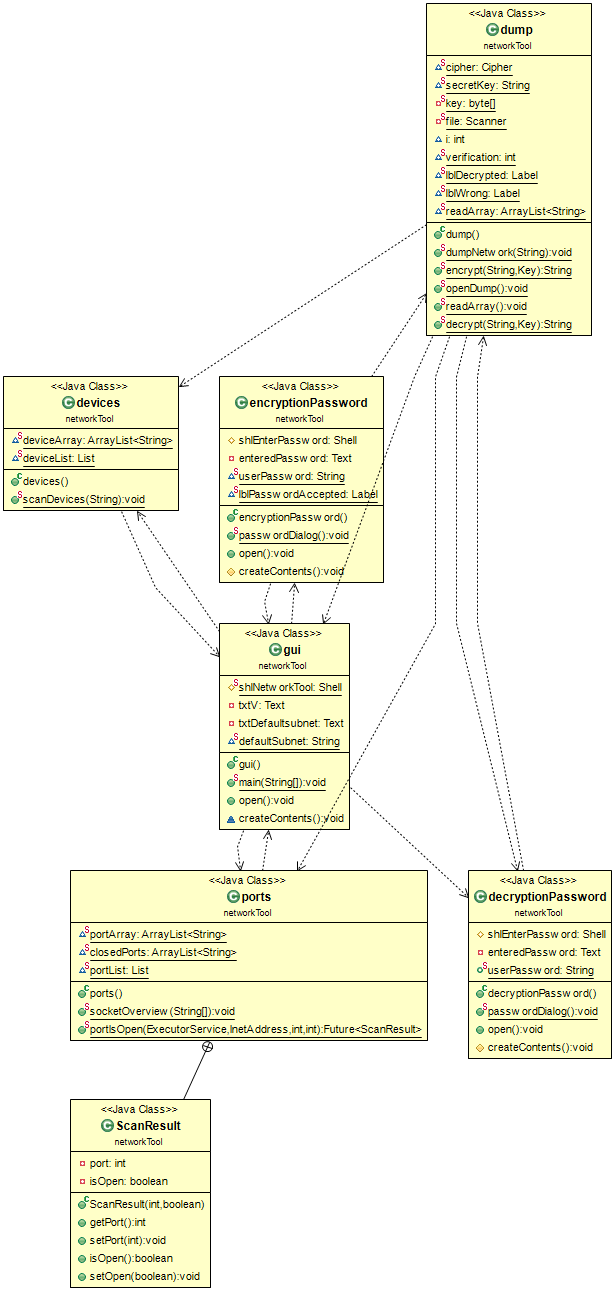 <<Java Class>>
dump
networkTool
cipher: Cipher
secretKey: String
key: byte[]
file: Scanner
i: int
verification: int
lblDecrypted: Label
lblWrong: Label
readArray: ArrayList<String>
dump()
dumpNetwork(String):void
encrypt(String,Key):String
openDump():void
readArray():void
decrypt(String,Key):String
<<Java Class>>
devices
networkTool
deviceArray: ArrayList<String>
deviceList: List
devices()
scanDevices(String):void
<<Java Class>>
encryptionPassword
networkTool
shlEnterPassword: Shell
enteredPassword: Text
userPassword: String
lblPasswordAccepted: Label
encryptionPassword()
passwordDialog():void
open():void
createContents():void
<<Java Class>>
gui
networkTool
shlNetworkTool: Shell
txtV: Text
txtDefaultsubnet: Text
defaultSubnet: String
gui()
main(String[]):void
open():void
createContents():void
<<Java Class>>
ports
networkTool
portArray: ArrayList<String>
closedPorts: ArrayList<String>
portList: List
ports()
socketOverview(String[]):void
portIsOpen(ExecutorService,InetAddress,int,int):Future<ScanResult>
<<Java Class>>
decryptionPassword
networkTool
shlEnterPassword: Shell
enteredPassword: Text
userPassword: String
decryptionPassword()
passwordDialog():void
open():void
createContents():void
<<Java Class>>
ScanResult
networkTool
port: int
isOpen: boolean
ScanResult(int,boolean)
getPort():int
setPort(int):void
isOpen():boolean
setOpen(boolean):void